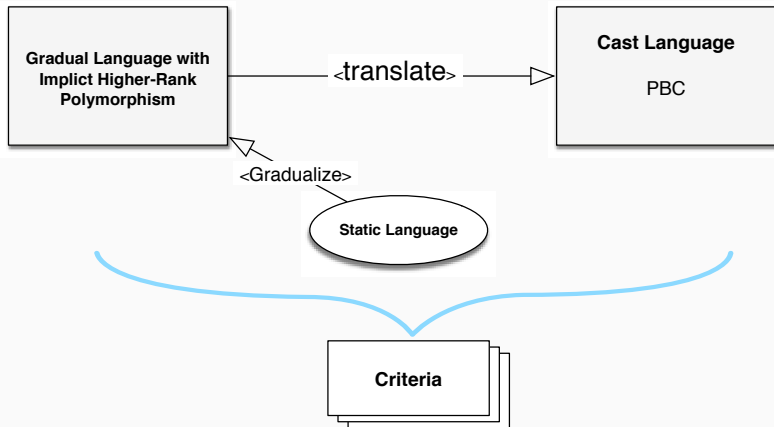 Gradual Language with
Implict Higher-Rank
Polymorphism
<translate>
Cast Language
PBC
<Gradualize>
Static Language
Criteria